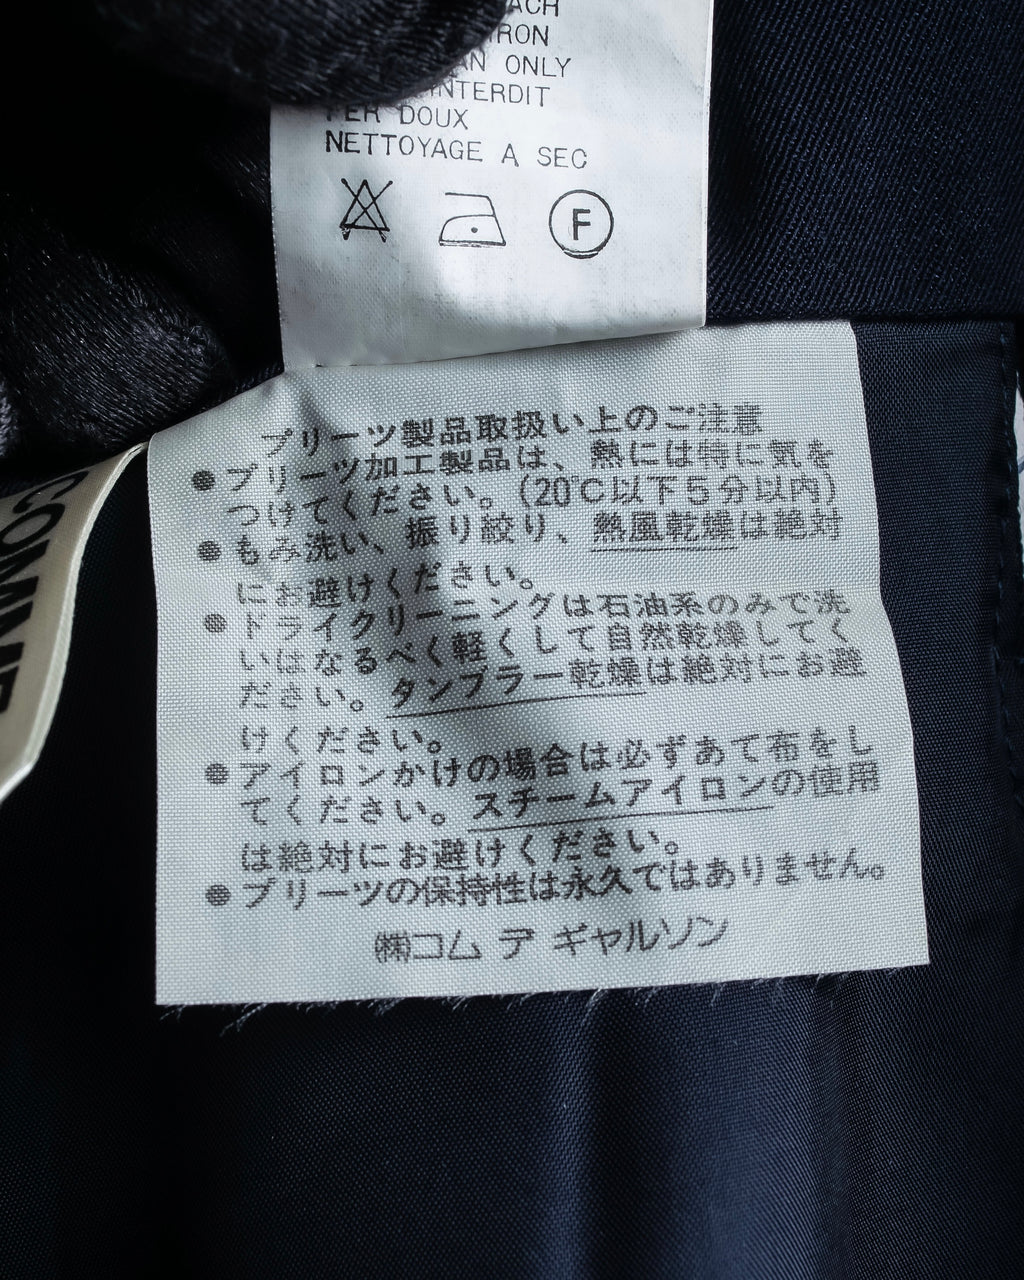 ACH
IRON
AN ONLY
INTERDIT
FER DOUX
NETTOYAGE A SEC
F
COMME
プリーツ製品取扱い上のご注意
●プリーツ加工製品は、熱には特に気を
つけてください。(20℃以下5分以内)
●もみ洗い、振り絞り、熱風乾燥は絶対
にお避けください。
●ドライクリーニングは石油系のみで洗
いはなるべく軽くして自然乾燥してく
ださい。タンブラー乾燥は絶対にお避
けください。
●アイロンかけの場合は必ずあて布をし
てください。スチームアイロンの使用
は絶対にお避けください。
●プリーツの保持性は永久ではありません。
㈱コム デ ギャルソン